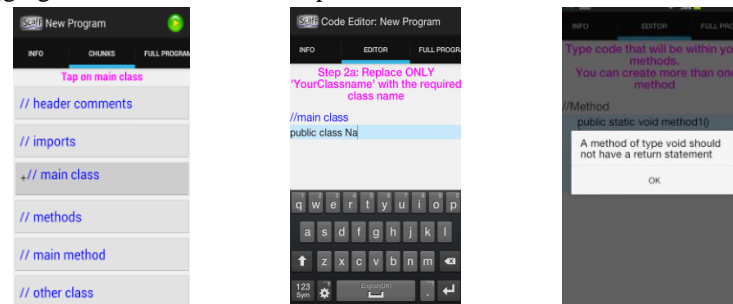 Scaff New Program
INFO CHUNKS FULL PROGRAM
Tap on main class
// header comments
// imports
+// main class
// methods
// main method
// other class
Scaff Code Editor: New Program
INFO EDITOR FULL PROGRA
Step 2a: Replace ONLY
'YourClassname' with the required
class name
//main class
public class Na
q w e r t y u i o p
a s d f g h j k l
z x c v b n m
123
Sym
English(UK)
.
INFO EDITOR FULL PRO
Type code that will be within yo
methods.
You can create more than one
method
//Method
public static void method1()
A method of type void should
not have a return statement
OK